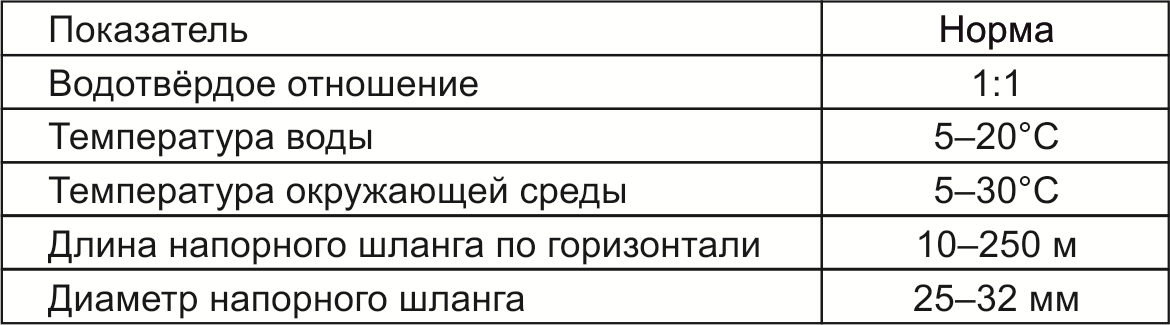 Показатель Норма
Водотвёрдое отношение 1:1
Температура воды 5–20°С
Температура окружающей среды 5–30°С
Длина напорного шланга по горизонтали 10–250 м
Диаметр напорного шланга 25–32 мм